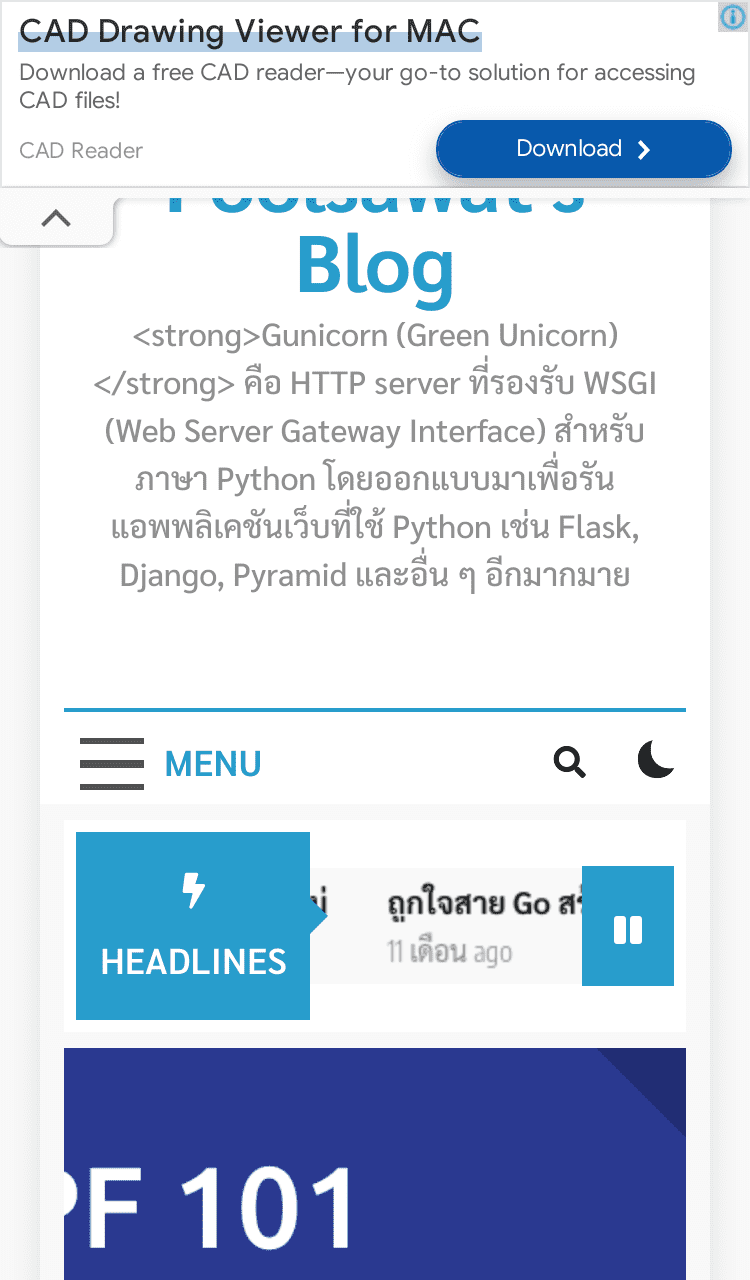 CAD Drawing Viewer for MAC
Download a free CAD reader—your go-to solution for accessing
CAD files!
CAD Reader
Download
Blog
<strong>Gunicorn (Green Unicorn)
</strong> คือ HTTP server ที่รองรับ WSGI
(Web Server Gateway Interface) สำหรับ
ภาษา Python โดยออกแบบมาเพื่อรัน
แอพพลิเคชันเว็บที่ใช้ Python เช่น Flask,
Django, Pyramid และอื่น ๆ อีกมากมาย
MENU
HEADLINES
ถูกใจสาย Go
11 เดือน ago
PF 101